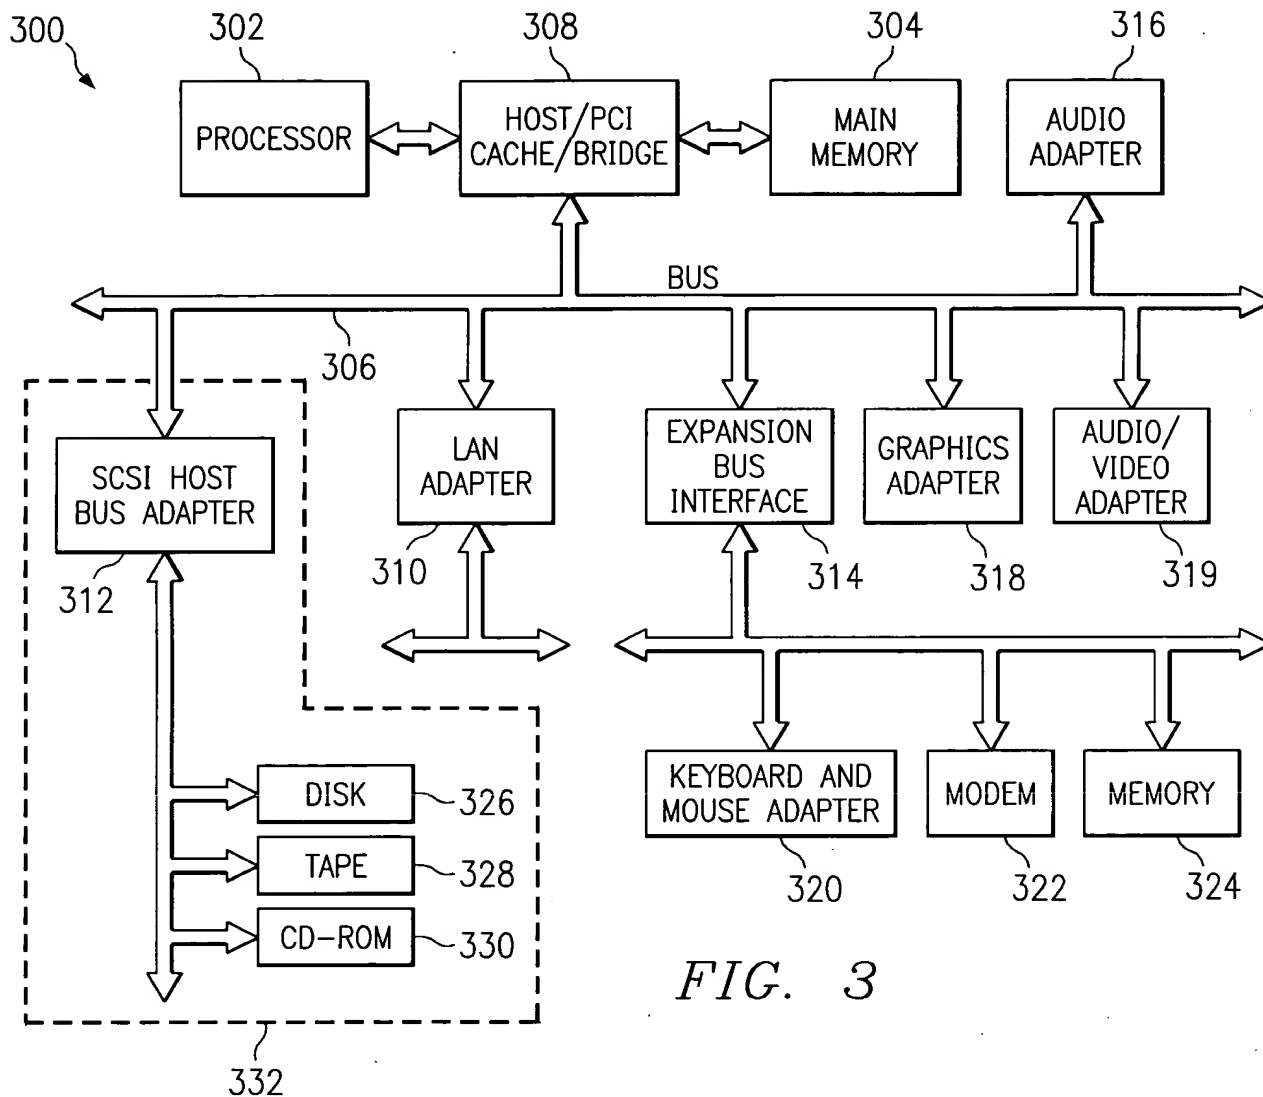 300
302
308
304
316
PROCESSOR
HOST/PCI
CACHE/BRIDGE
MAIN
MEMORY
AUDIO
ADAPTER
BUS
306
SCSI HOST
BUS ADAPTER
LAN
ADAPTER
EXPANSION
BUS
INTERFACE
GRAPHICS
ADAPTER
AUDIO/
VIDEO
ADAPTER
312
310
314
318
319
DISK
326
TAPE
328
CD-ROM
330
KEYBOARD AND
MOUSE ADAPTER
MODEM
MEMORY
320
322
324
FIG. 3
332